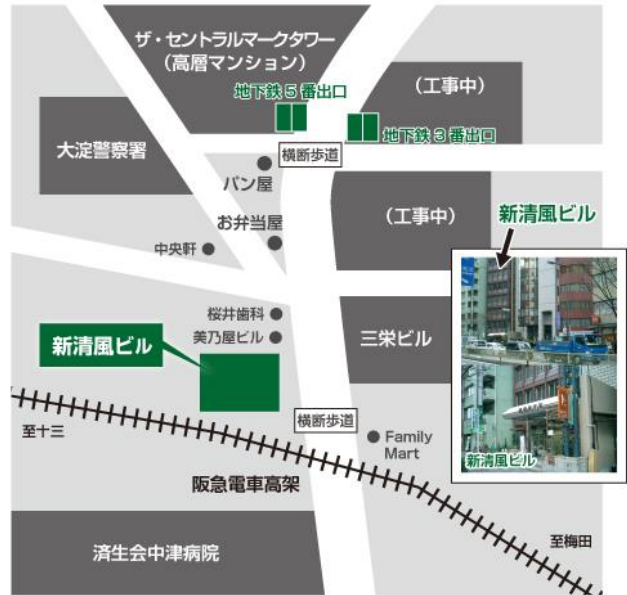 ザ・セントラルマークタワー
(高層マンション)
地下鉄5番出口
(工事中)
地下鉄3番出口
大淀警察署
横断歩道
パン屋
お弁当屋
(工事中)
新清風ビル
中央軒
桜井歯科
美乃屋ビル
三栄ビル
新清風ビル
横断歩道
Family
Mart
至十三
阪急電車高架
新清風ビル
至梅田
済生会中津病院